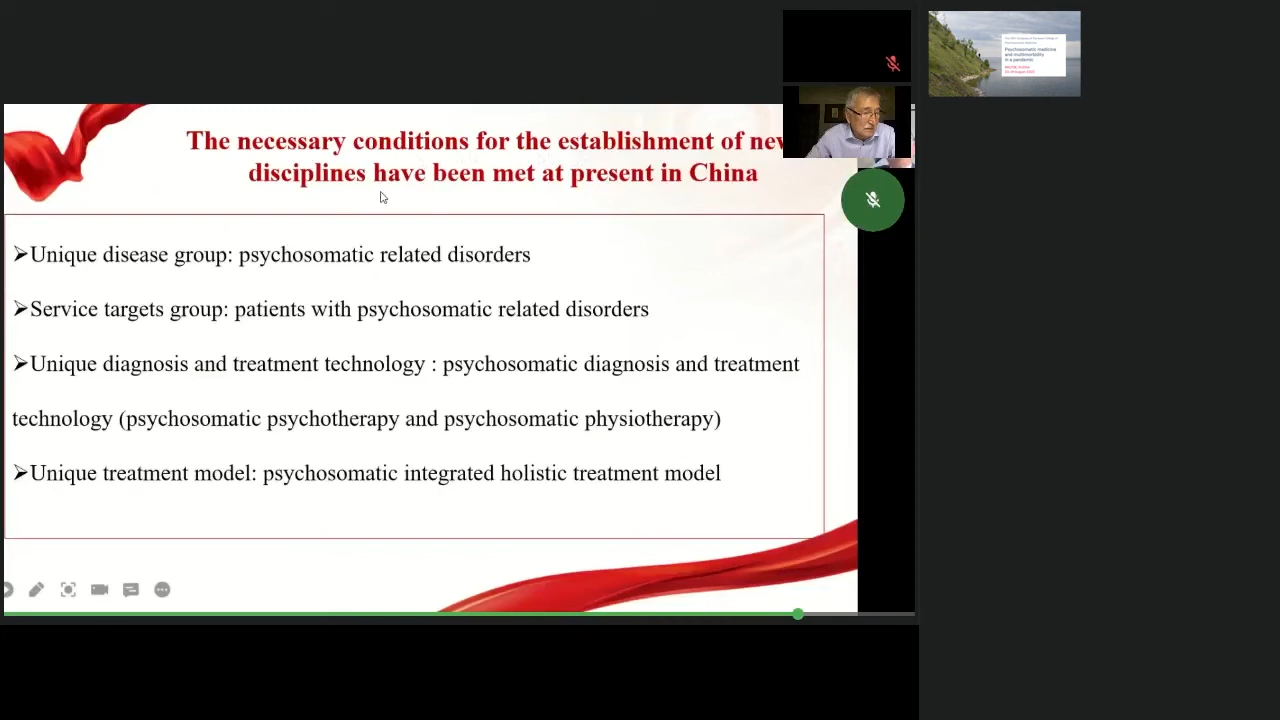 The necessary conditions for the establishment of new
disciplines have been met at present in China
➢Unique disease group: psychosomatic related disorders
➢Service targets group: patients with psychosomatic related disorders
➢Unique diagnosis and treatment technology : psychosomatic diagnosis and treatment
technology (psychosomatic psychotherapy and psychosomatic physiotherapy)
➢Unique treatment model: psychosomatic integrated holistic treatment model
Psychosomatic medicine
and multimorbidity
in a pandemic